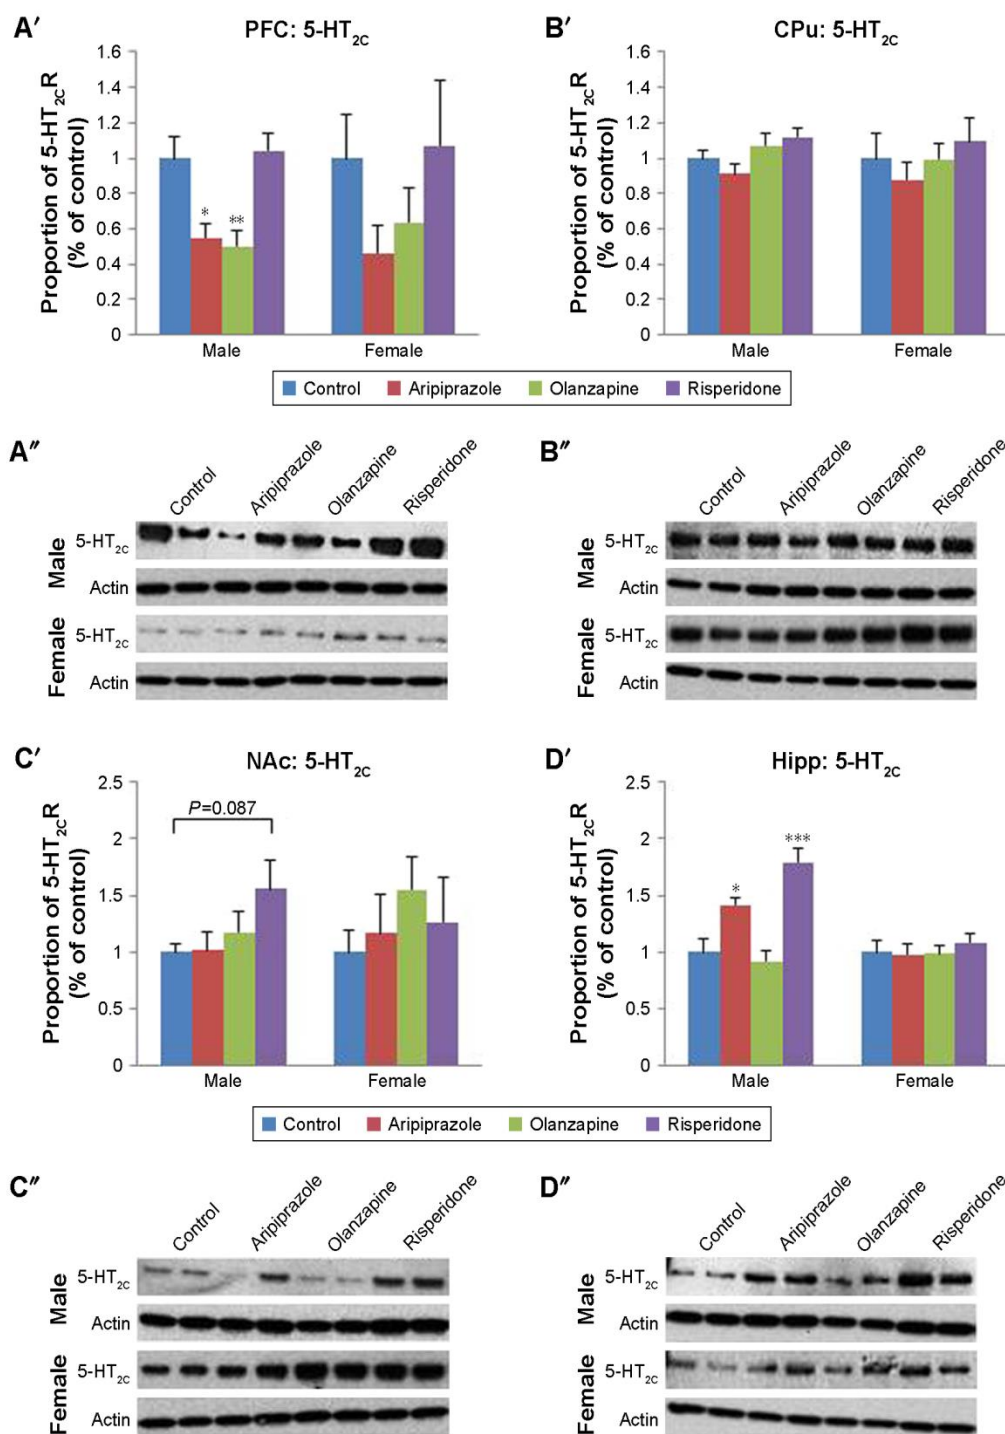 A′
PFC: 5-HT2C
Proportion of 5-HT2CR
(% of control)
1.6
1.4
1.2
1
0.8
0.6
0.4
0.2
0
*
**
Male
Female
B′
CPu: 5-HT2C
Proportion of 5-HT2CR
(% of control)
1.6
1.4
1.2
1
0.8
0.6
0.4
0.2
0
Male
Female
Control Aripiprazole Olanzapine Risperidone
A″
Control
Aripiprazole
Olanzapine
Risperidone
Male
5-HT2C
Actin
Female
5-HT2C
Actin
B″
Control
Aripiprazole
Olanzapine
Risperidone
Male
5-HT2C
Actin
Female
5-HT2C
Actin
C′
NAc: 5-HT2C
Proportion of 5-HT2CR
(% of control)
2.5
2
1.5
1
0.5
0
P=0.087
Male
Female
D′
Hipp: 5-HT2C
Proportion of 5-HT2CR
(% of control)
2.5
2
1.5
1
0.5
0
*
***
Male
Female
Control Aripiprazole Olanzapine Risperidone
C″
Control
Aripiprazole
Olanzapine
Risperidone
Male
5-HT2C
Actin
Female
5-HT2C
Actin
D″
Control
Aripiprazole
Olanzapine
Risperidone
Male
5-HT2C
Actin
Female
5-HT2C
Actin